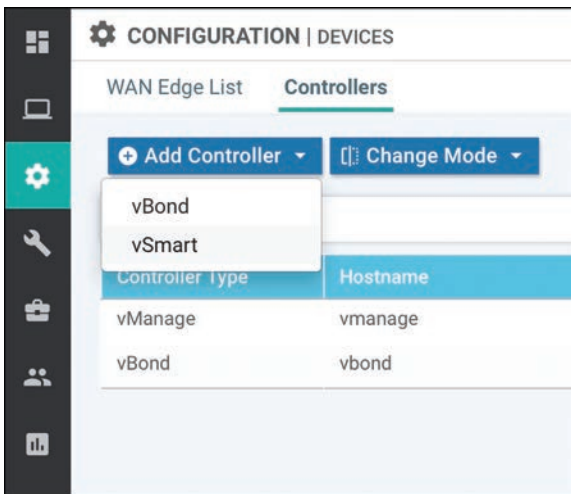 CONFIGURATION | DEVICES
WAN Edge List Controllers
Add Controller Change Mode
vBond
vSmart
Controller Type Hostname
vManage vmanage
vBond vbond